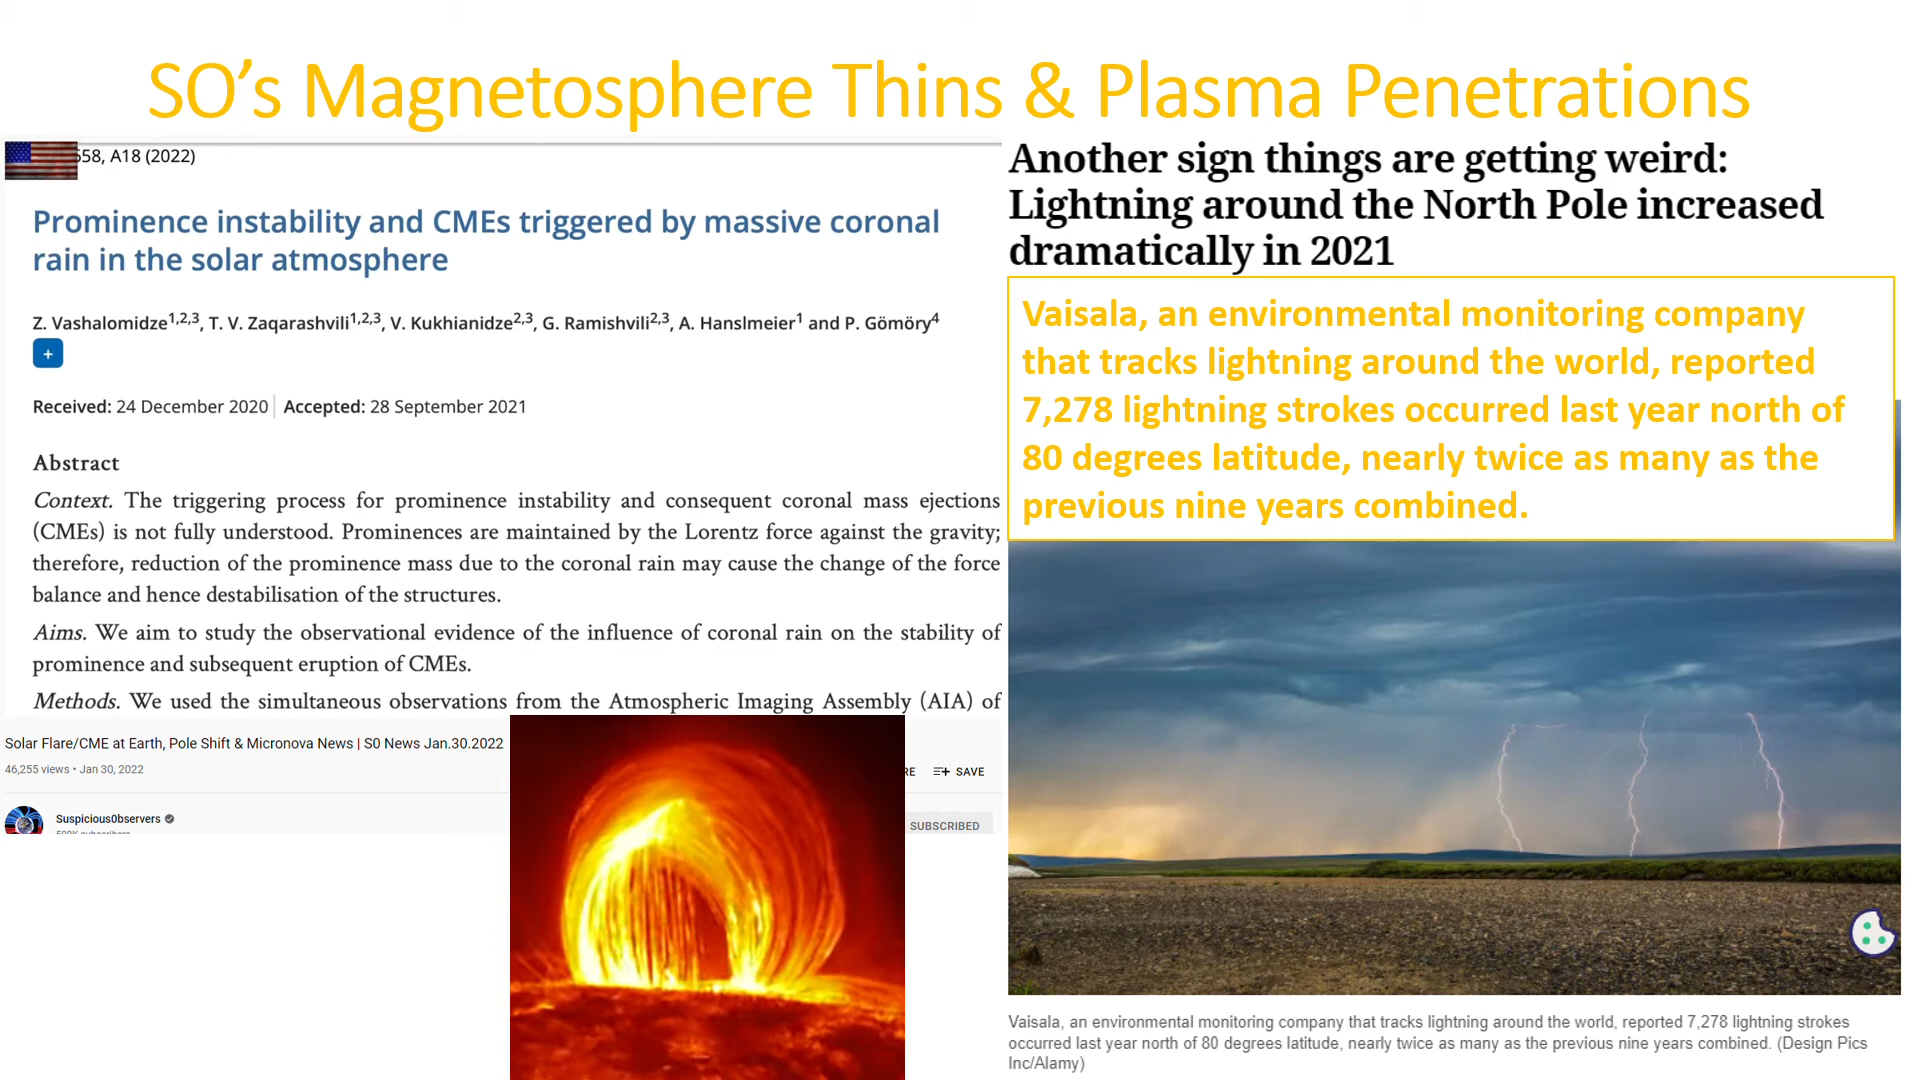 SO's Magnetosphere Thins & Plasma Penetrations
558, A18 (2022)
Prominence instability and CMEs triggered by massive coronal
rain in the solar atmosphere
Z. Vashalomidze1,2,3, T. V. Zaqarashvili1,2,3, V. Kukhianidze2,3, G. Ramishvili2,3, A. Hanslmeier1 and P. Gömöry4
+
Received: 24 December 2020 Accepted: 28 September 2021
Abstract
Context. The triggering process for prominence instability and consequent coronal mass ejections
(CMEs) is not fully understood. Prominences are maintained by the Lorentz force against the gravity;
therefore, reduction of the prominence mass due to the coronal rain may cause the change of the force
balance and hence destabilisation of the structures.
Aims. We aim to study the observational evidence of the influence of coronal rain on the stability of
prominence and subsequent eruption of CMEs.
Methods. We used the simultaneous observations from the Atmospheric Imaging Assembly (AIA) of
Solar Flare/CME at Earth, Pole Shift & Micronova News | S0 News Jan.30.2022
46,255 views • Jan 30, 2022
RE SAVE
Suspicious0bservers
SUBSCRIBED
Another sign things are getting weird:
Lightning around the North Pole increased
dramatically in 2021
Vaisala, an environmental monitoring company
that tracks lightning around the world, reported
7,278 lightning strokes occurred last year north of
80 degrees latitude, nearly twice as many as the
previous nine years combined.
Vaisala, an environmental monitoring company that tracks lightning around the world, reported 7,278 lightning strokes
occurred last year north of 80 degrees latitude, nearly twice as many as the previous nine years combined. (Design Pics
Inc/Alamy)